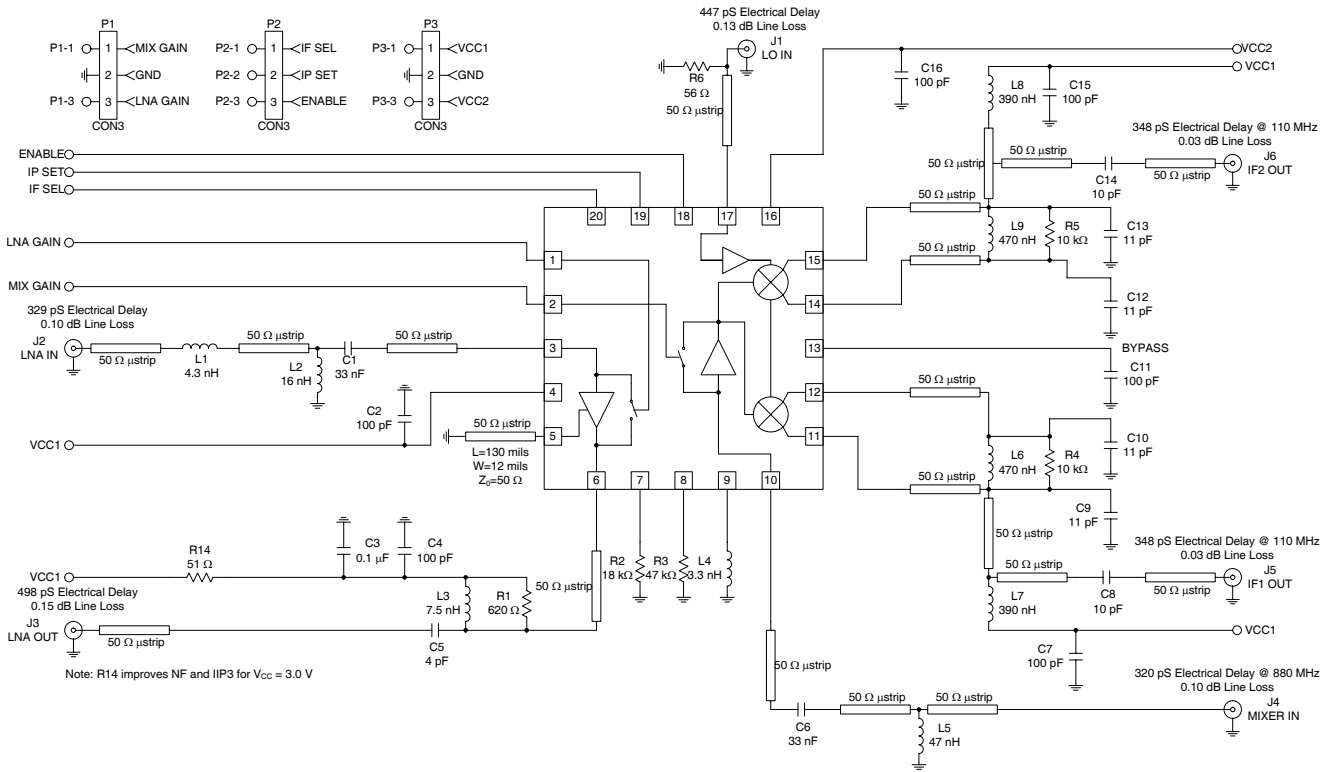 P1
P1-1
1
MIX GAIN
2
GND
P1-3
3
LNA GAIN
CON3
P2
P2-1
1
IF SEL
P2-2
2
IP SET
P2-3
3
ENABLE
CON3
P3
P3-1
1
VCC1
2
GND
P3-3
3
VCC2
CON3
447 pS Electrical Delay
0.13 dB Line Loss
J1
LO IN
R6
56 Ω
50 Ω µstrip
C16
100 pF
VCC2
VCC1
L8
390 nH
C15
100 pF
348 pS Electrical Delay @ 110 MHz
0.03 dB Line Loss
J6
IF2 OUT
50 Ω µstrip
50 Ω µstrip
C14
10 pF
50 Ω µstrip
ENABLE
IP SET
IF SEL
LNA GAIN
MIX GAIN
20
19
18
17
16
1
2
3
4
5
6
7
8
9
10
15
14
13
12
11
50 Ω µstrip
L9
470 nH
R5
10 kΩ
C13
11 pF
50 Ω µstrip
C12
11 pF
BYPASS
C11
100 pF
329 pS Electrical Delay
0.10 dB Line Loss
J2
LNA IN
50 Ω µstrip
L1
4.3 nH
50 Ω µstrip
L2
16 nH
C1
33 nF
50 Ω µstrip
C2
100 pF
VCC1
50 Ω µstrip
L=130 mils
W=12 mils
Z0=50 Ω
50 Ω µstrip
L6
470 nH
R4
10 kΩ
C10
11 pF
50 Ω µstrip
C9
11 pF
50 Ω µstrip
348 pS Electrical Delay @ 110 MHz
0.03 dB Line Loss
J5
IF1 OUT
50 Ω µstrip
C8
10 pF
50 Ω µstrip
L7
390 nH
VCC1
C7
100 pF
R14
51 Ω
C3
0.1 µF
C4
100 pF
VCC1
498 pS Electrical Delay
0.15 dB Line Loss
J3
LNA OUT
50 Ω µstrip
L3
7.5 nH
R1
620 Ω
C5
4 pF
50 Ω µstrip
R2
18 kΩ
R3
47 kΩ
L4
3.3 nH
Note: R14 improves NF and IIP3 for VCC = 3.0 V
50 Ω µstrip
C6
33 nF
50 Ω µstrip
L5
47 nH
50 Ω µstrip
320 pS Electrical Delay @ 880 MHz
0.10 dB Line Loss
J4
MIXER IN